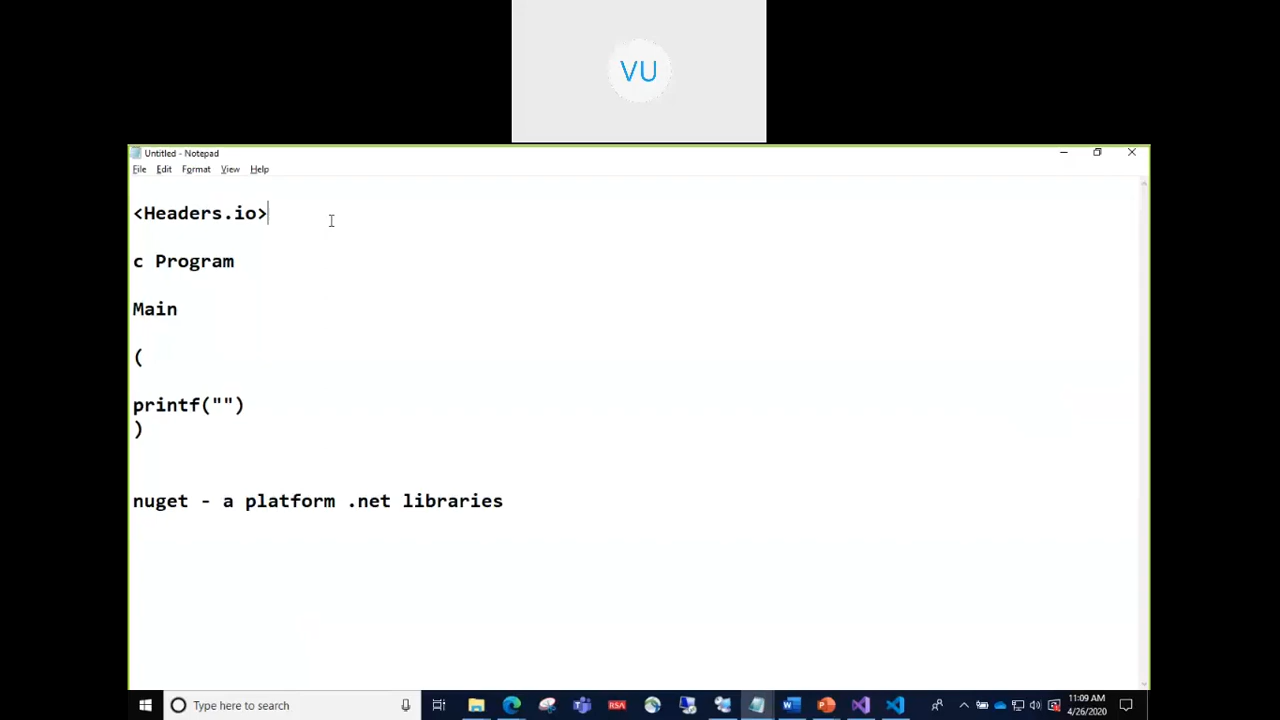 VU
Untitled - Notepad
File Edit Format View Help
<Headers.io>
c Program
Main
(
printf("")
)
nuget - a platform .net libraries
Type here to search
RSA
11:09 AM
4/26/2020